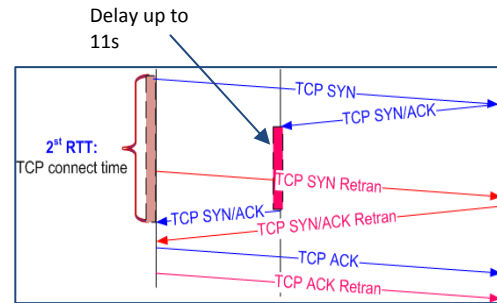 Delay up to
11s
TCP SYN
TCP SYN/ACK
2st RTT:
TCP connect time
TCP SYN Retran
TCP SYN/ACK
TCP SYN/ACK Retran
TCP ACK
TCP ACK Retran